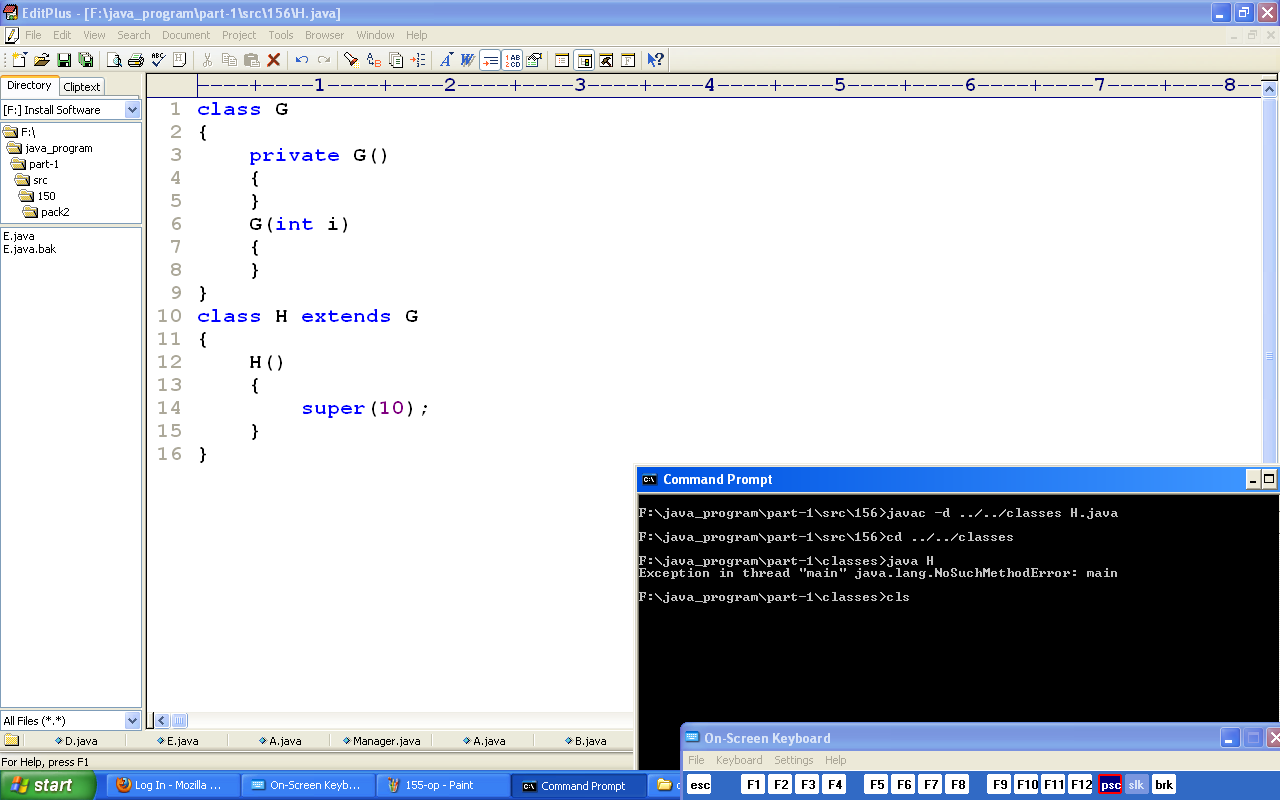 EditPlus - [F:\java_program\part-1\src\156\H.java]
File Edit View Search Document Project Tools Browser Window Help
Directory Cliptext
[F:] Install Software
F:\
java_program
part-1
src
150
pack2
E.java
E.java.bak
All Files (*.*)
----+----1----+----2----+----3----+----4----+----5----+----6----+----7----+----8--
1 class G
2 {
3 private G()
4 {
5 }
6 G(int i)
7 {
8 }
9 }
10 class H extends G
11 {
12 H()
13 {
14 super(10);
15 }
16 }
Command Prompt
F:\java_program\part-1\src\156>javac -d ../../classes H.java
F:\java_program\part-1\src\156>cd ../../classes
F:\java_program\part-1\classes>java H
Exception in thread "main" java.lang.NoSuchMethodError: main
F:\java_program\part-1\classes>cls
D.java E.java A.java Manager.java A.java B.java
For Help, press F1
On-Screen Keyboard
File Keyboard Settings Help
esc F1 F2 F3 F4 F5 F6 F7 F8 F9 F10 F11 F12 psc slk brk
start Log In - Mozilla ... On-Screen Keyb... 155-op - Paint Command Prompt